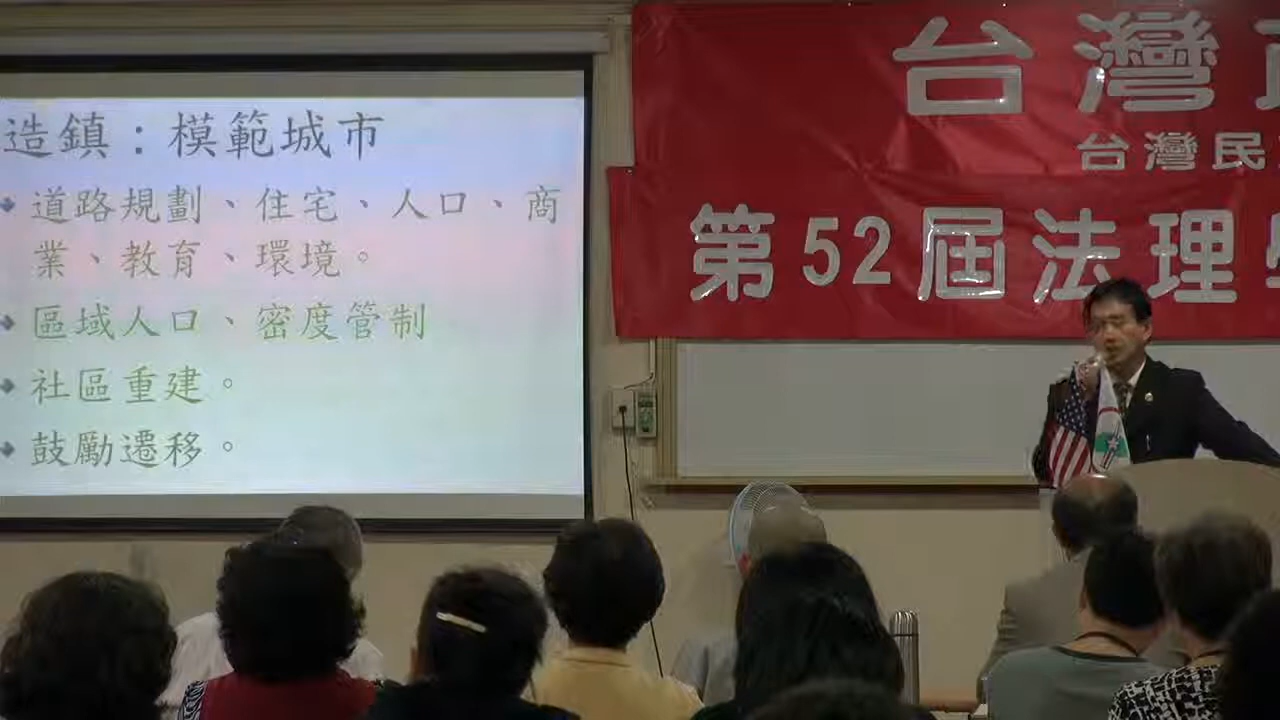 造鎮：模範城市
道路規劃、住宅、人口、商
業、教育、環境。
區域人口、密度管制
社區重建。
鼓勵遷移。
台灣
台灣民
第52屆法理